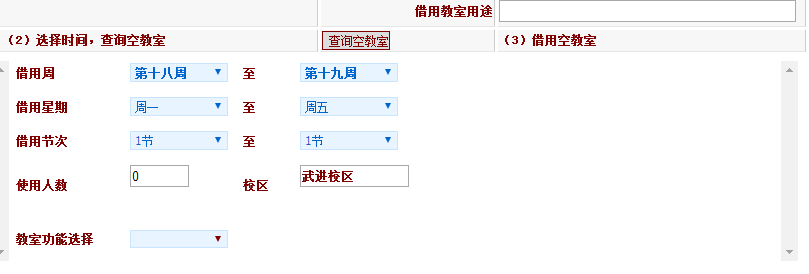 借用教室用途
（2）选择时间，查询空教室 查询空教室 （3）借用空教室
借用周 第十八周 至 第十九周
借用星期 周一 至 周五
借用节次 1节 至 1节
使用人数 0 校区 武进校区
教室功能选择